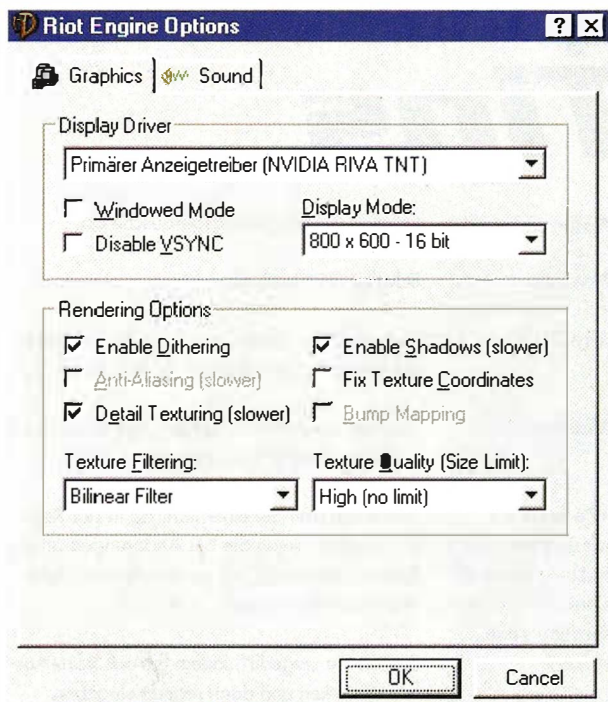 Riot Engine Options
Graphics Sound
Display Driver
Primärer Anzeigetreiber (NVIDIA RIVA TNT)
Windowed Mode
Display Mode:
Disable VSYNC
800 x 600 - 16 bit
Rendering Options
Enable Dithering
Enable Shadows (slower)
Anti-Aliasing (slower)
Fix Texture Coordinates
Detail Texturing (slower)
Bump Mapping
Texture Filtering:
Texture Quality (Size Limit):
Bilinear Filter
High (no limit)
OK Cancel